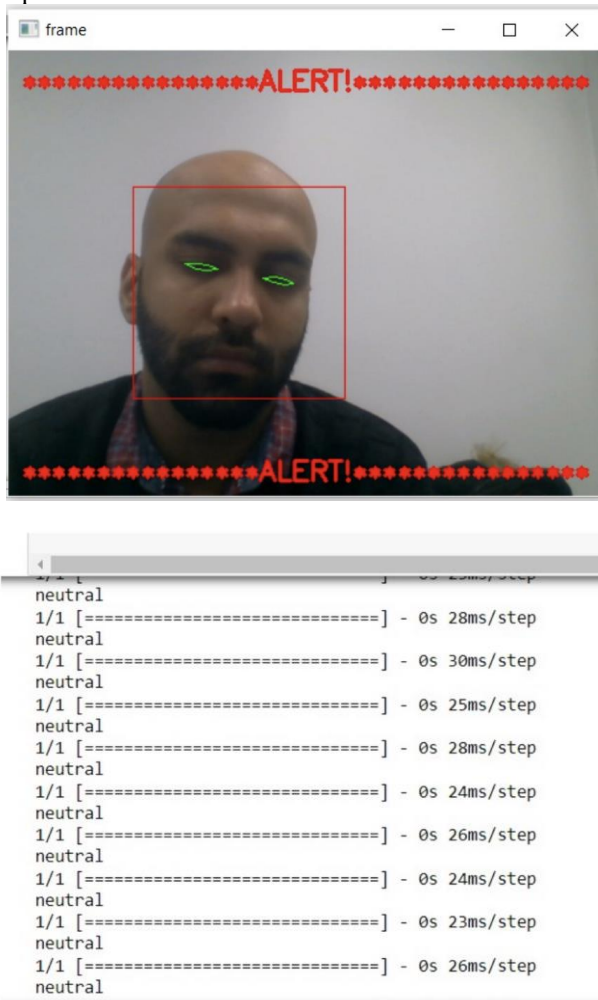 frame
****************ALERT!****************
****************ALERT!****************
neutral
1/1 [==============================] - 0s 28ms/step
neutral
1/1 [==============================] - 0s 30ms/step
neutral
1/1 [==============================] - 0s 25ms/step
neutral
1/1 [==============================] - 0s 28ms/step
neutral
1/1 [==============================] - 0s 24ms/step
neutral
1/1 [==============================] - 0s 26ms/step
neutral
1/1 [==============================] - 0s 24ms/step
neutral
1/1 [==============================] - 0s 23ms/step
neutral
1/1 [==============================] - 0s 26ms/step
neutral